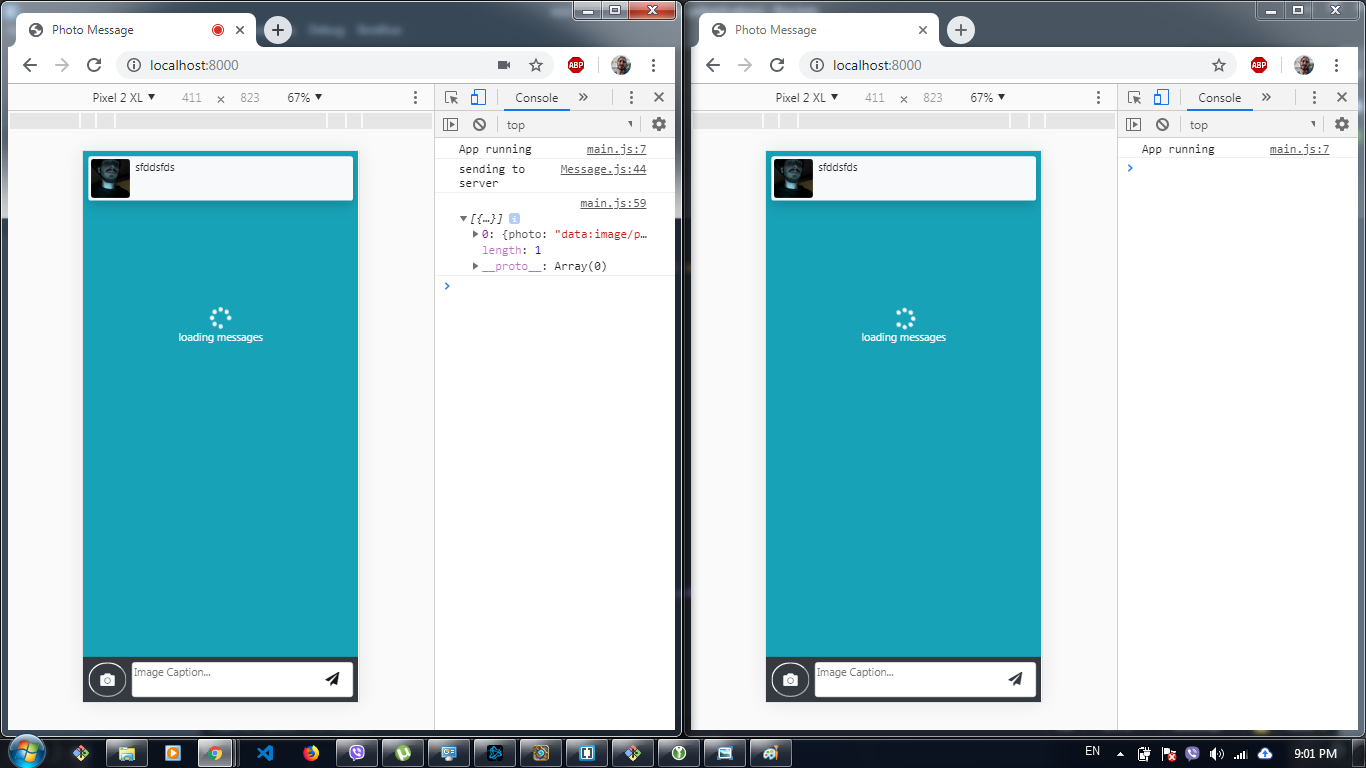 Photo Message
localhost:8000
ABP
Pixel 2 XL 411 × 823 67%
Console »
top
App running main.js:7
sending to server Message.js:44
main.js:59
[{…}] i
0: {photo: "data:image/p…
length: 1
__proto__: Array(0)
sfddsfds
loading messages
Image Caption...
Photo Message
localhost:8000
ABP
Pixel 2 XL 411 × 823 67%
Console »
top
App running main.js:7
sfddsfds
loading messages
Image Caption...
EN
9:01 PM